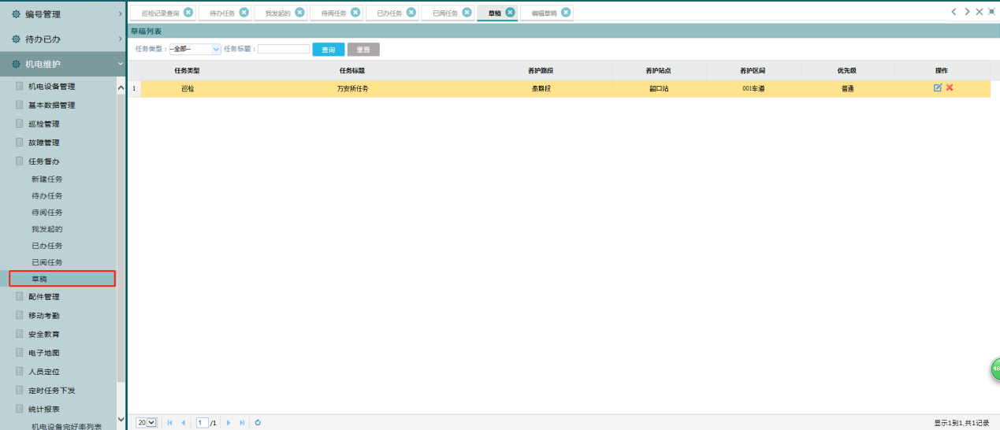 编号管理
待办已办
机电维护
机电设备管理
基本数据管理
巡检管理
故障管理
任务督办
新建任务
待办任务
待阅任务
我发起的
已办任务
已阅任务
草稿
配件管理
移动考勤
安全教育
电子地图
人员定位
定时任务下发
统计报表
机电设备完好率列表
巡检记录查询 待办任务 我发起的 待阅任务 已办任务 已阅任务 草稿 编辑草稿
草稿列表
任务类型： --全部-- 任务标题： 查询 重置
任务类型 任务标题 养护路段 养护站点 养护区间 优先级 操作
1 巡检 万安所任务 泰赣段 韶口站 001车道 普通
20 1 /1 显示1到1,共1记录
48